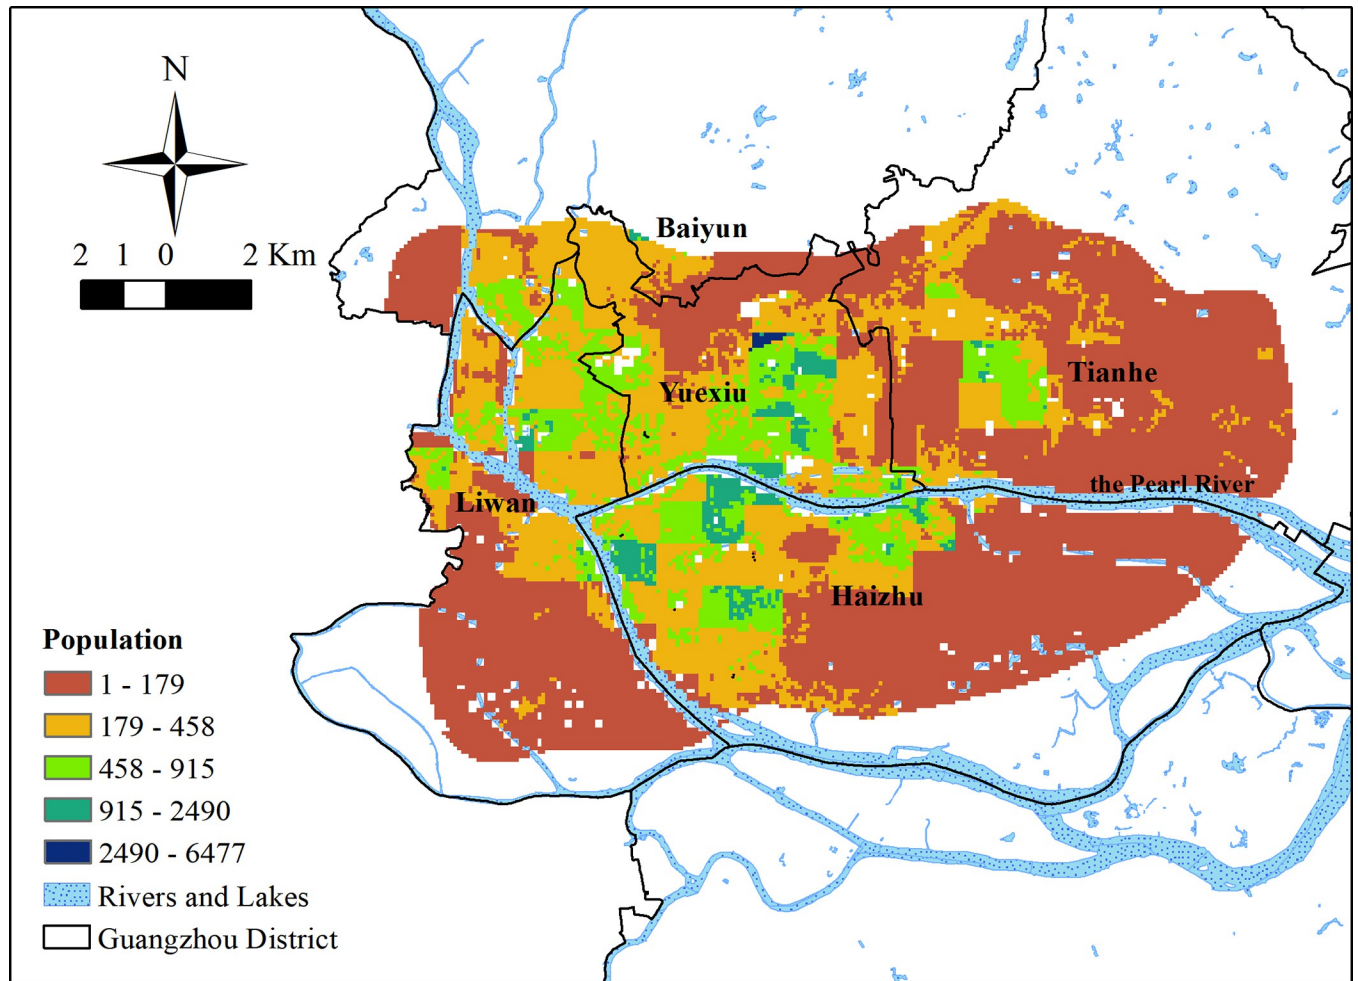 N
2 1 0 2 Km
Baiyun
Tianhe
Yuexiu
the Pearl River
Liwan
Haizhu
Population
1 - 179
179 - 458
458 - 915
915 - 2490
2490 - 6477
Rivers and Lakes
Guangzhou District